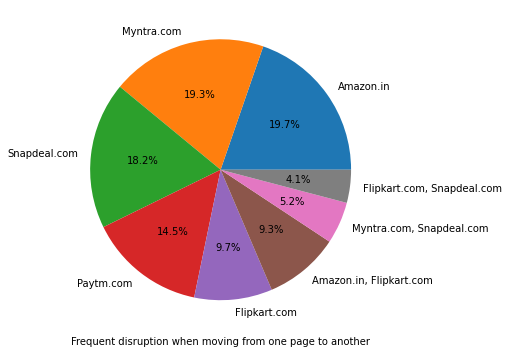 Myntra.com
Amazon.in
19.3%
19.7%
Snapdeal.com
18.2%
4.1%
Flipkart.com, Snapdeal.com
5.2%
Myntra.com, Snapdeal.com
14.5%
9.3%
9.7%
Amazon.in, Flipkart.com
Paytm.com
Flipkart.com
Frequent disruption when moving from one page to another